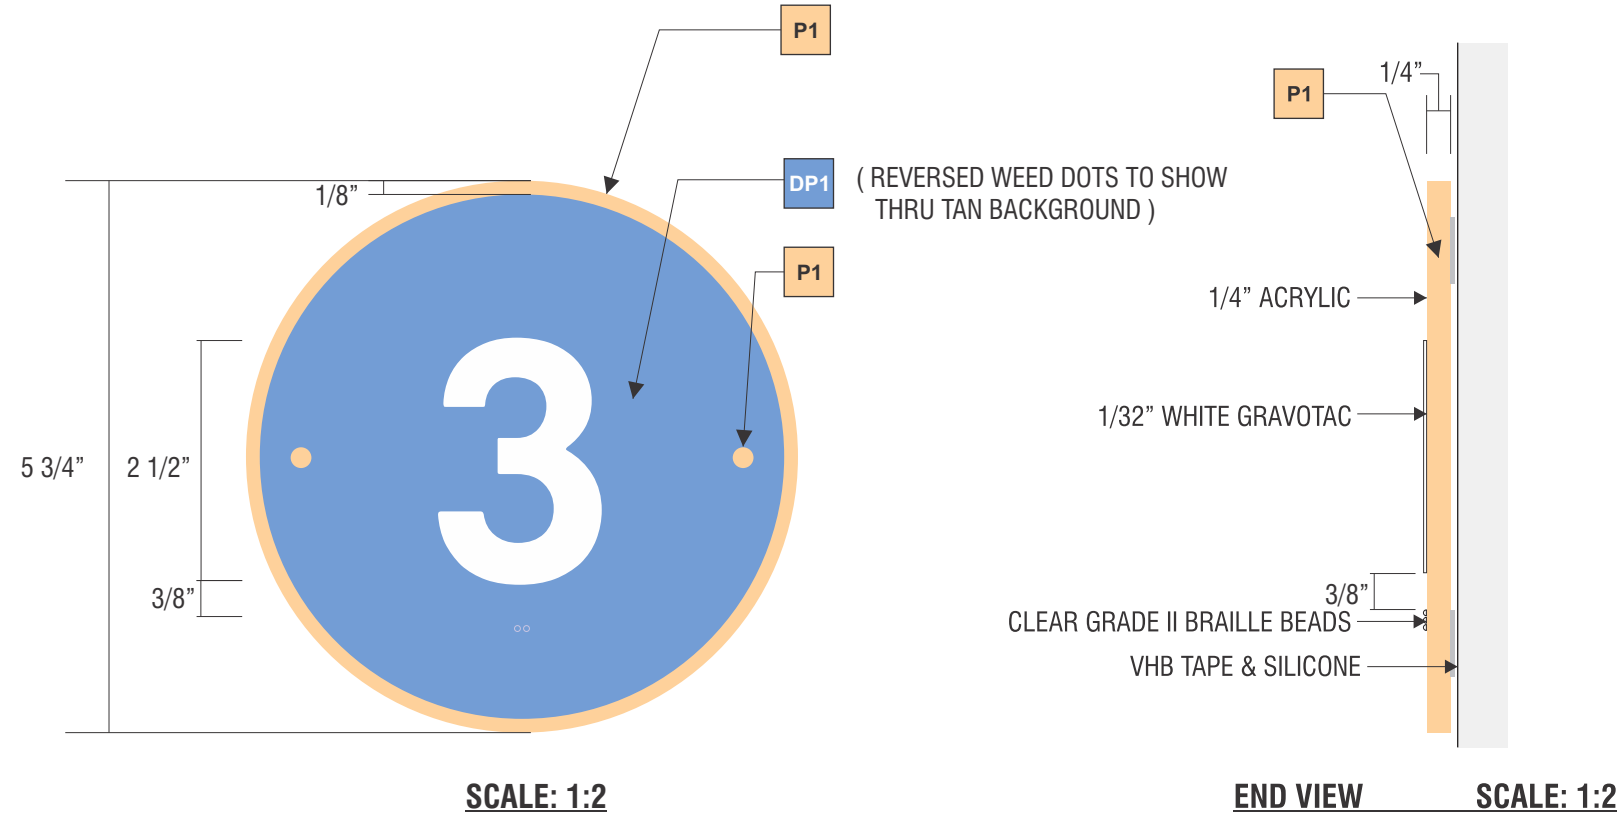 P1
1/8”
DP1
( REVERSED WEED DOTS TO SHOW
THRU TAN BACKGROUND )
P1
3
5 3/4”
2 1/2”
3/8”
SCALE: 1:2
1/4”
P1
1/4” ACRYLIC
1/32” WHITE GRAVOTAC
3/8”
CLEAR GRADE II BRAILLE BEADS
VHB TAPE & SILICONE
END VIEW SCALE: 1:2